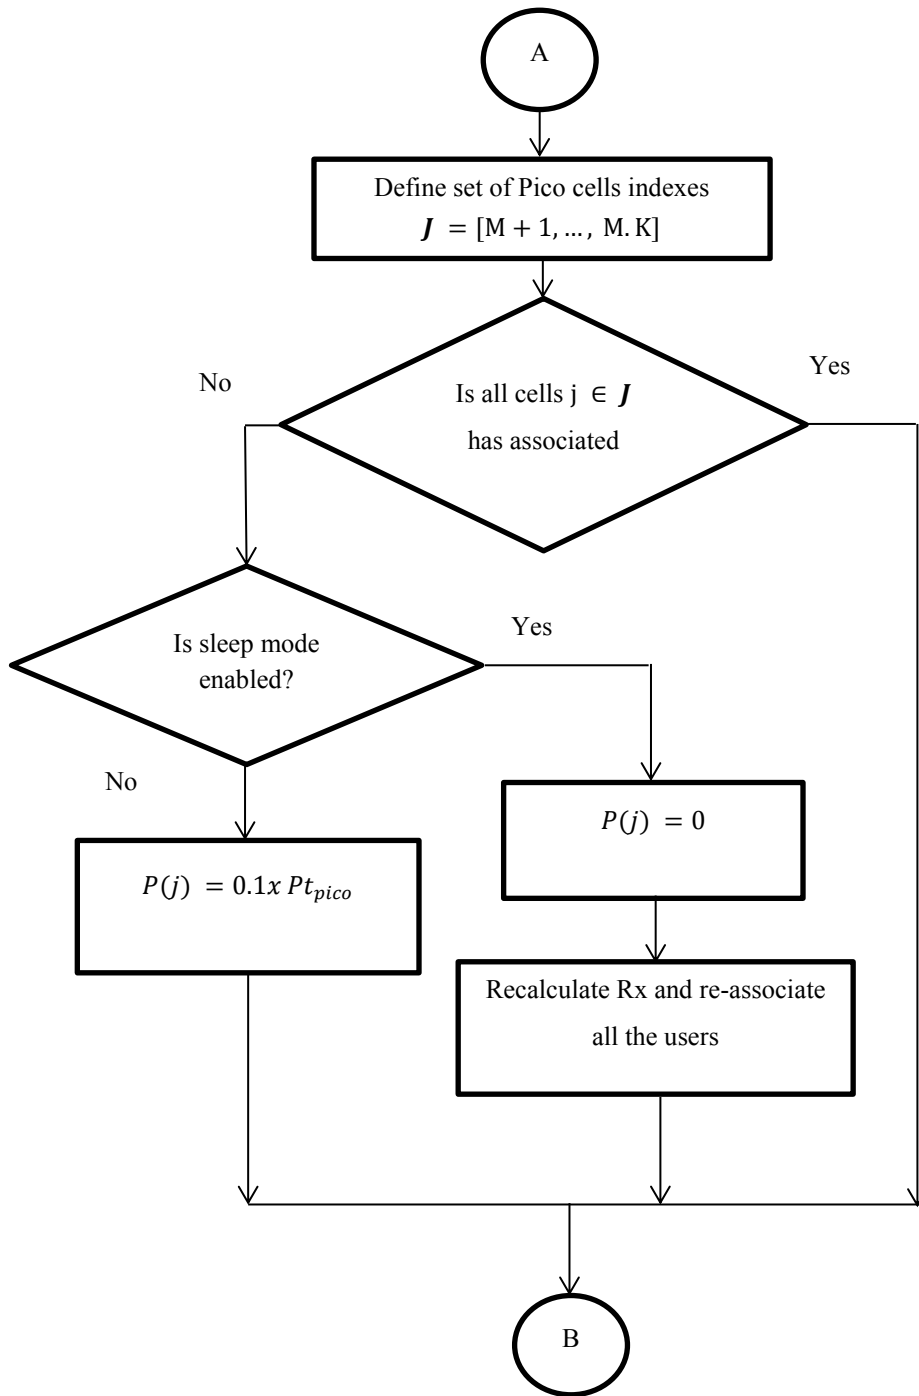 A
Define set of Pico cells indexes
J = [M + 1, …, M. K]
Yes
No
Is all cells j ∈ J
has associated
Yes
Is sleep mode
enabled?
No
P(j) = 0
P(j) = 0.1x Pt_pico
Recalculate Rx and re-associate
all the users
B